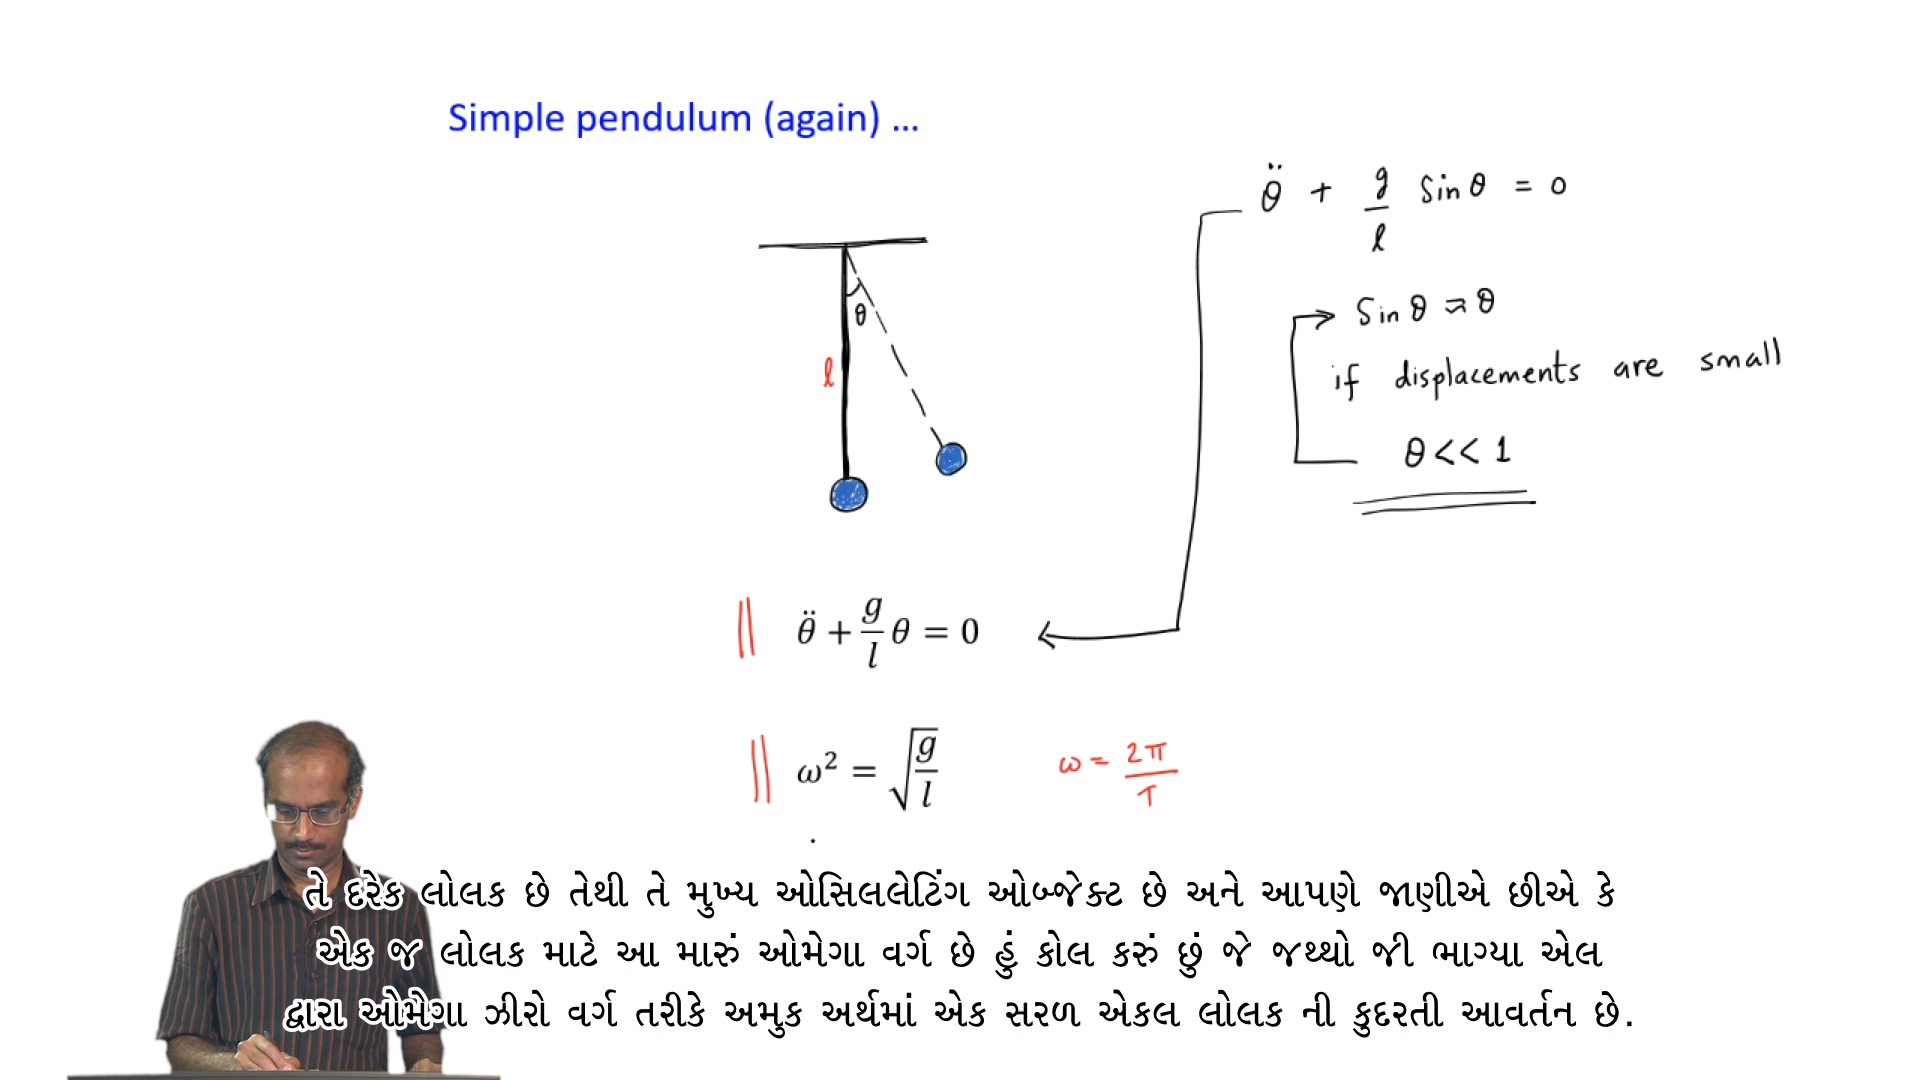 Simple pendulum (again) ...
θ̈ + g/l Sin θ = 0
Sin θ ≈ θ
if displacements are small
θ << 1
θ
l
θ̈ + g/l θ = 0
ω² = √(g/l)
ω = 2π/T
તે દરેક લોલક છે તેથી તે મુખ્ય ઓસિલલેટિંગ ઓબ્જેક્ટ છે અને આપણે જાણીએ છીએ કે
એક જ લોલક માટે આ મારું ઓમેગા વર્ગ છે હું કોલ કરું છું જે જથ્થો જી ભાગ્યા એલ
દ્વારા ઓમેગા ઝીરો વર્ગ તરીકે અમુક અર્થમાં એક સરળ એકલ લોલક ની કુદરતી આવર્તન છે.